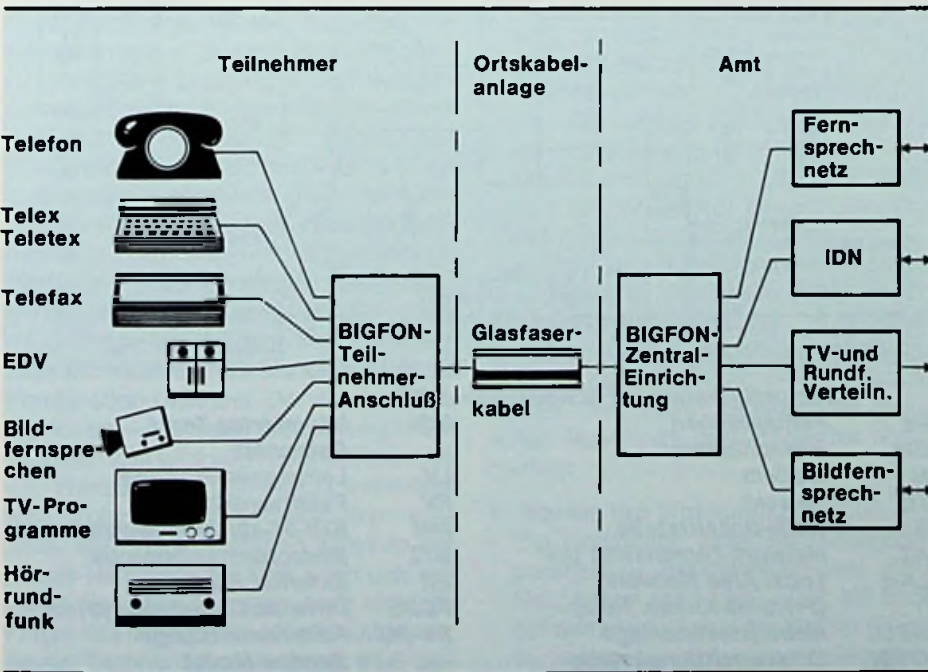 Teilnehmer
Ortskabel-
anlage
Amt
Telefon
Telex
Teletex
Telefax
EDV
Bild-
fernspre-
chen
TV-Pro-
gramme
Hör-
rund-
funk
BIGFON-
Teil-
nehmer-
Anschluß
Glasfaser-
kabel
BIGFON-
Zentral-
Einrich-
tung
Fern-
sprech-
netz
IDN
TV-und
Rundf.
Verteiln.
Bildfern-
sprech-
netz